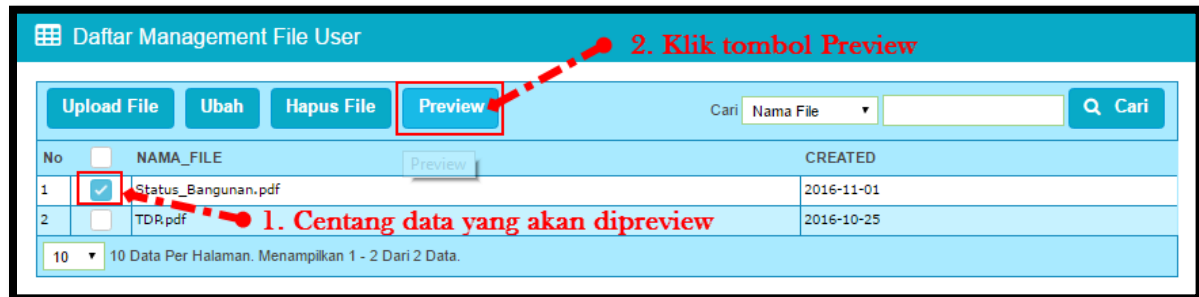 Daftar Management File User
2. Klik tombol Preview
Upload File Ubah Hapus File Preview Cari Nama File Cari
No NAMA_FILE CREATED
Preview
1 Status_Bangunan.pdf 2016-11-01
2 TDR.pdf 2016-10-25
1. Centang data yang akan dipreview
10 10 Data Per Halaman. Menampilkan 1 - 2 Dari 2 Data.